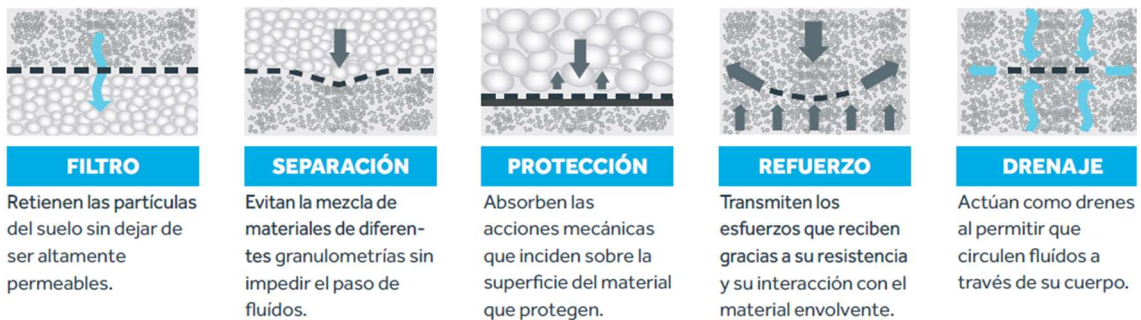 FILTRO
Retienen las partículas
del suelo sin dejar de
ser altamente
permeables.
SEPARACIÓN
Evitan la mezcla de
materiales de diferen-
tes granulometrías sin
impedir el paso de
fluídos.
PROTECCIÓN
Absorben las
acciones mecánicas
que inciden sobre la
superficie del material
que protegen.
REFUERZO
Transmiten los
esfuerzos que reciben
gracias a su resistencia
y su interacción con el
material envolvente.
DRENAJE
Actúan como drenes
al permitir que
circulen fluídos a
través de su cuerpo.